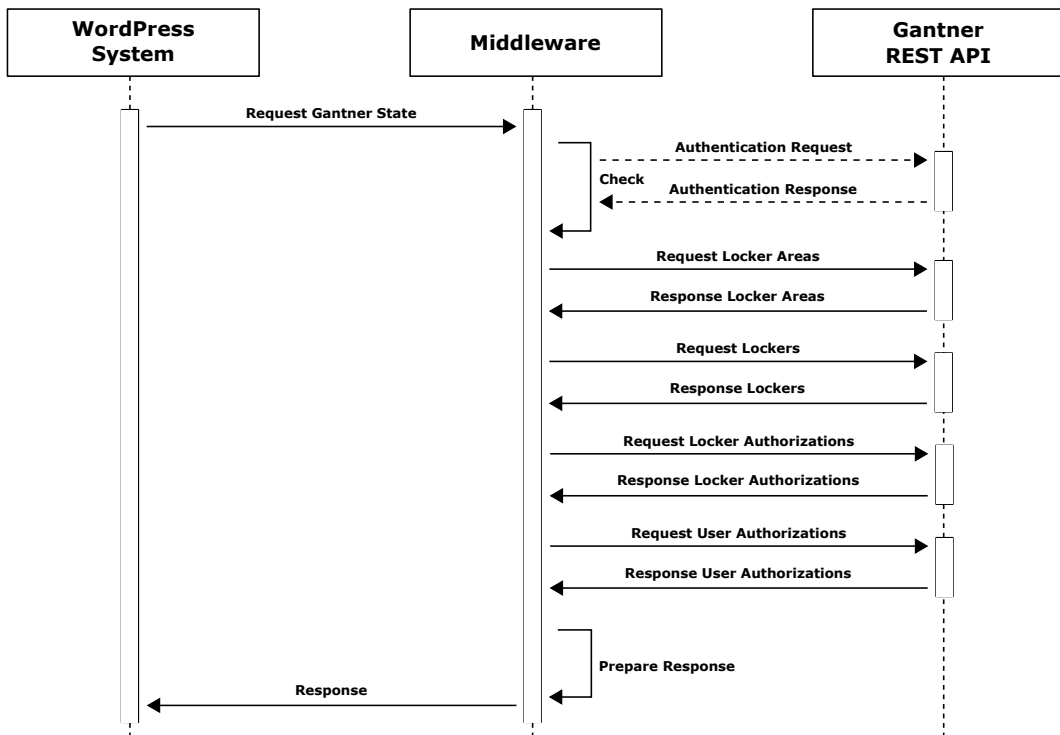 WordPress
System
Middleware
Gantner
REST API
Request Gantner State
Authentication Request
Check
Authentication Response
Request Locker Areas
Response Locker Areas
Request Lockers
Response Lockers
Request Locker Authorizations
Response Locker Authorizations
Request User Authorizations
Response User Authorizations
Prepare Response
Response